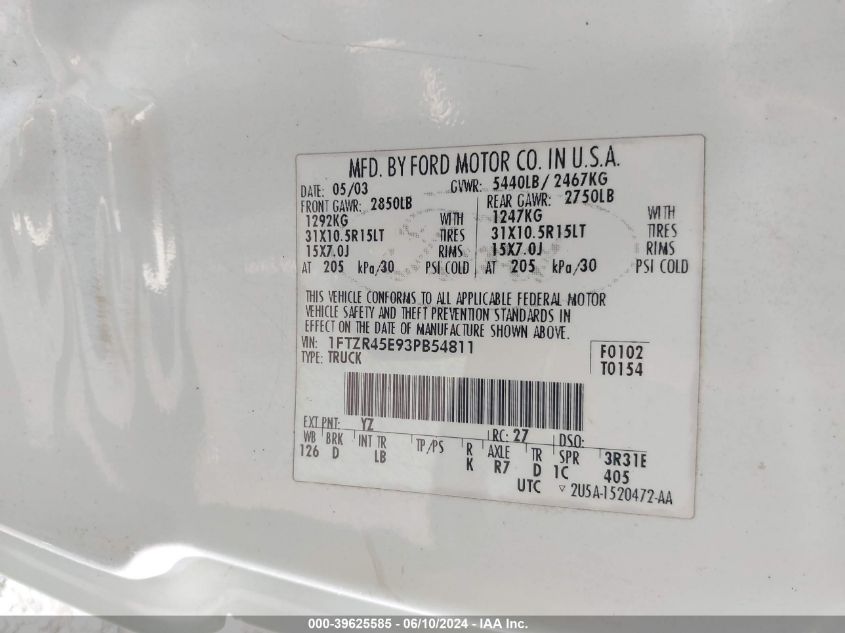 MFD. BY FORD MOTOR CO. IN U.S.A.
DATE: 05/03 GVWR: 5440LB/ 2467KG
FRONT GAWR: 2850LB REAR GAWR: 2750LB
1292KG WITH 1247KG WITH
31X10.5R15LT TIRES 31X10.5R15LT TIRES
15X7.0J RIMS 15X7.0J RIMS
AT 205 kPa/30 PSI COLD AT 205 kPa/30 PSI COLD
THIS VEHICLE CONFORMS TO ALL APPLICABLE FEDERAL MOTOR
VEHICLE SAFETY AND THEFT PREVENTION STANDARDS IN
EFFECT ON THE DATE OF MANUFACTURE SHOWN ABOVE.
VIN: 1FTZR45E93PB54811 F0102
TYPE: TRUCK T0154
EXT PNT: YZ RC: 27 DSO:
WB BRK INT TR TP/PS R AXLE TR SPR 3R31E
126 D LB K R7 D 1C 405
UTC ▽ 2U5A-1520472-AA
000-39625585 - 06/10/2024 - IAA Inc.